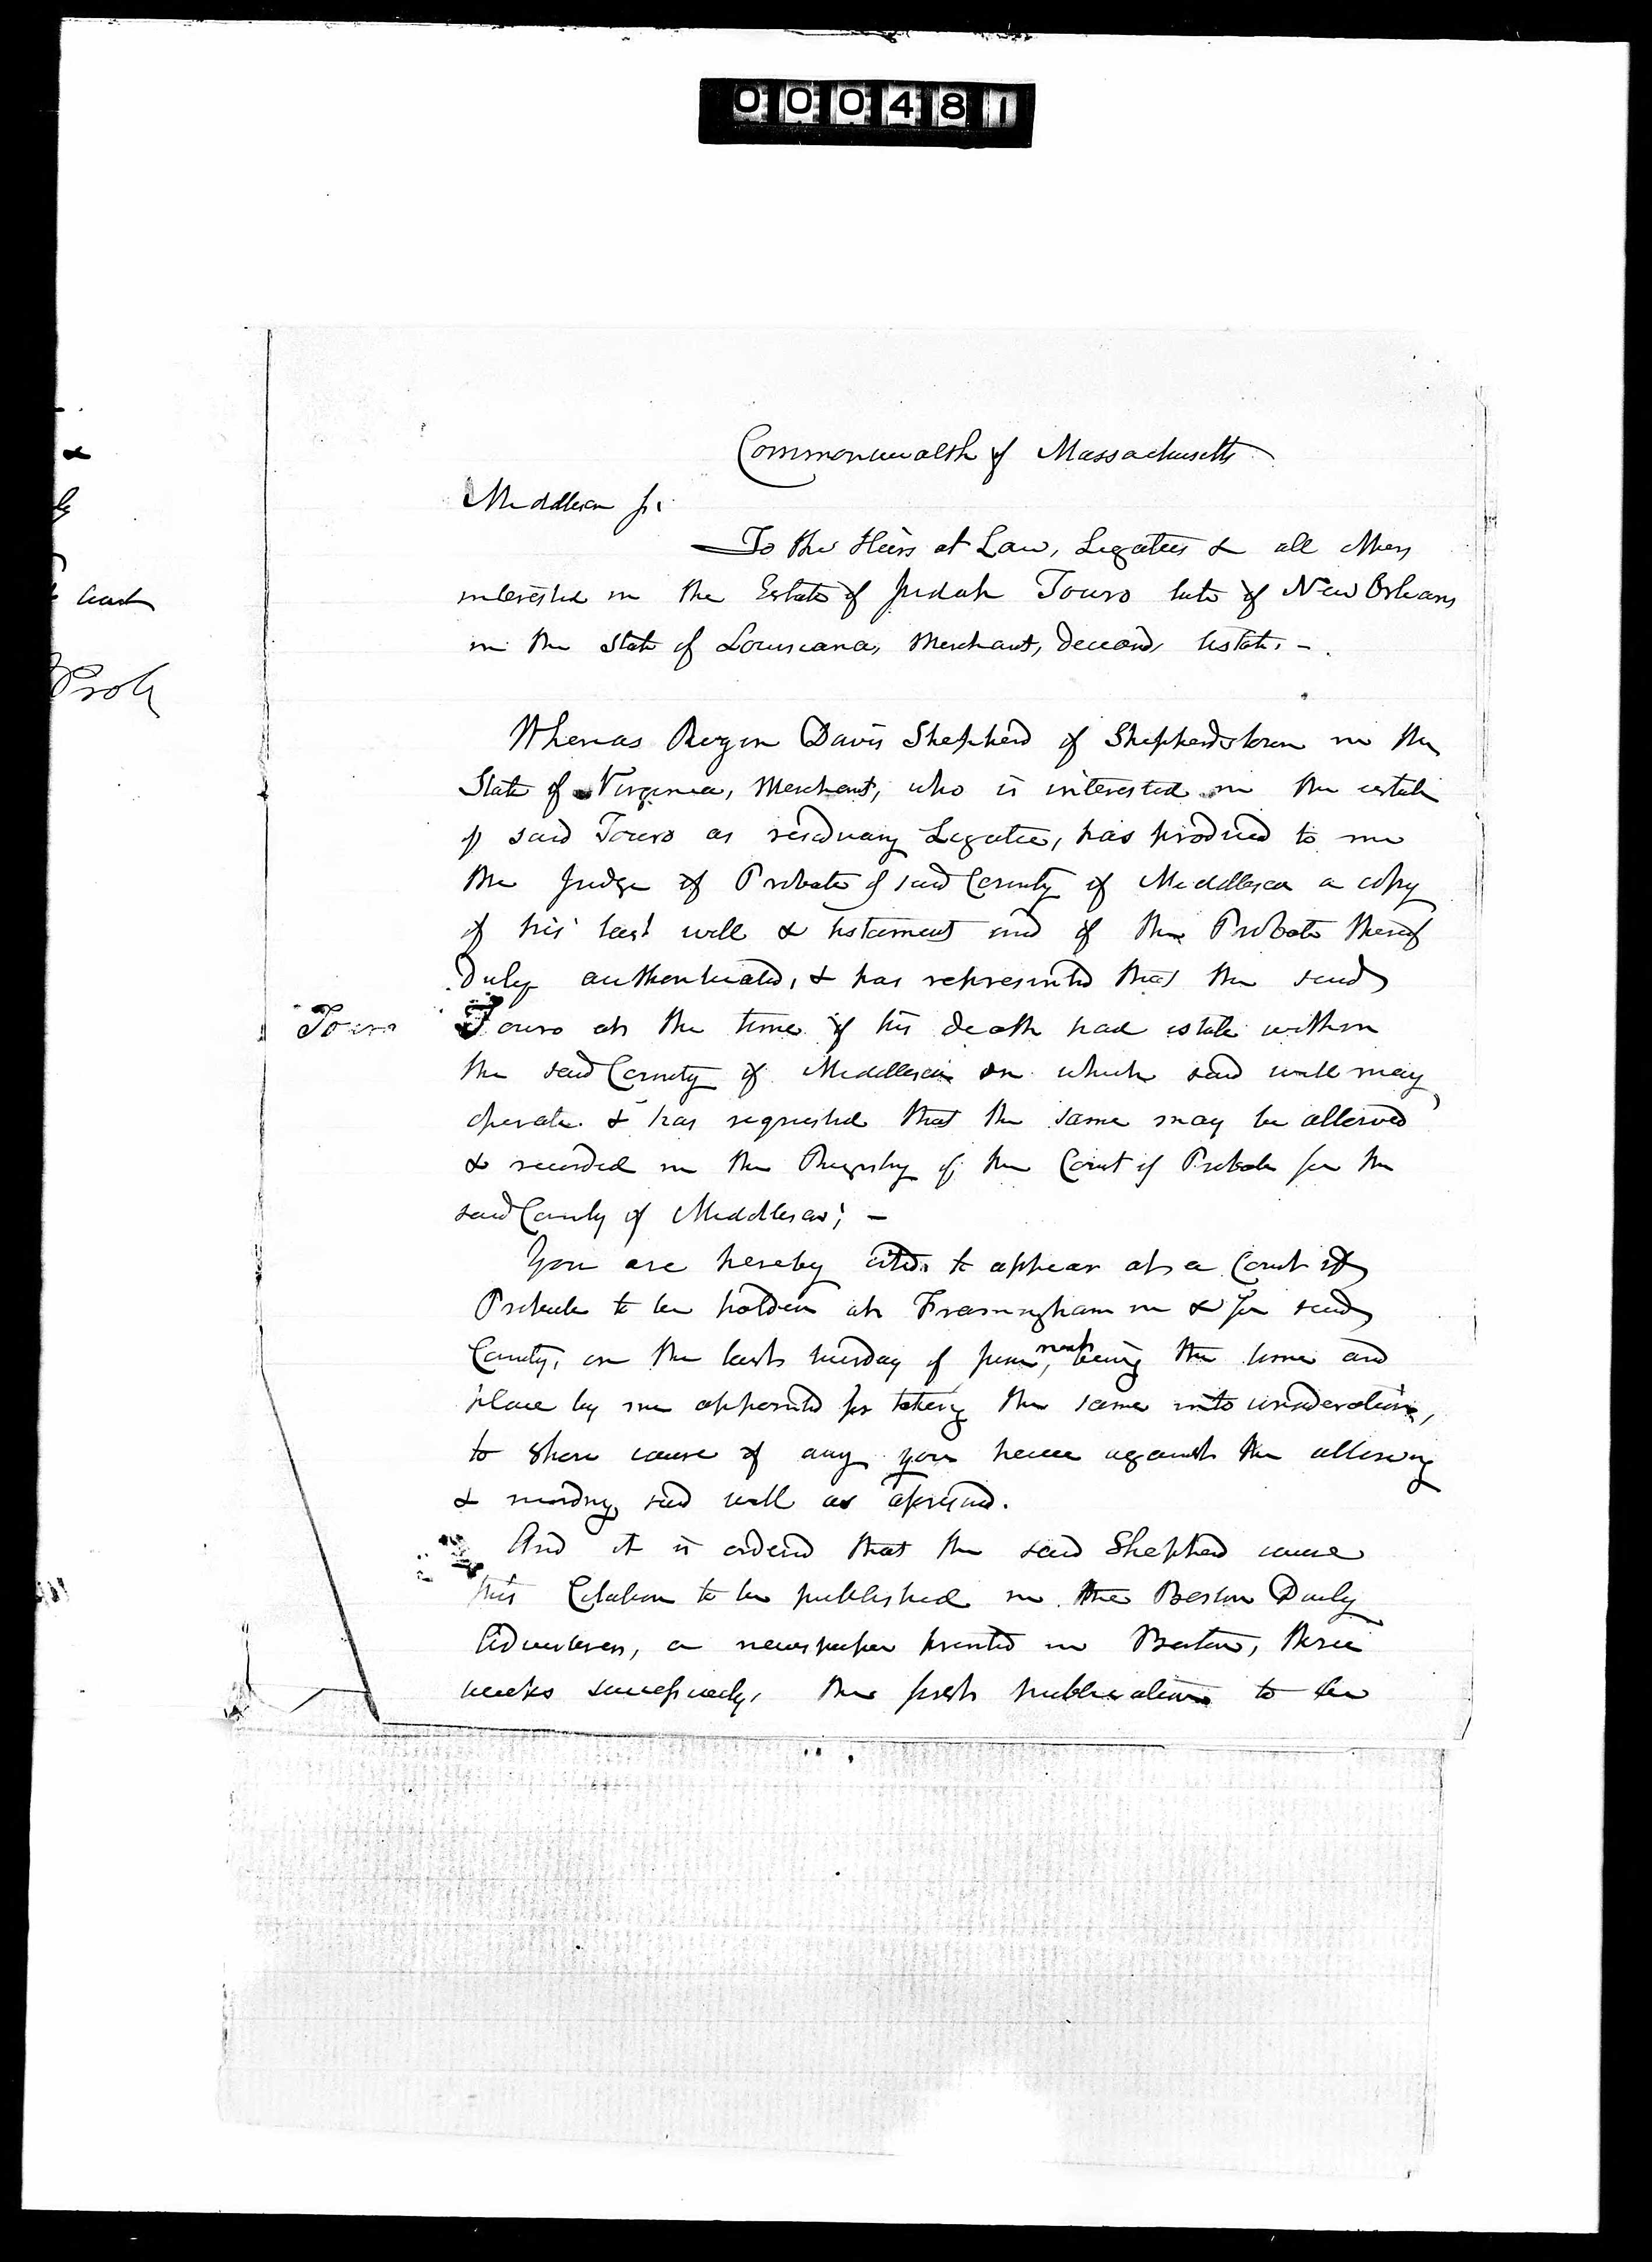 000481
Commonwealth of Massachusetts
Middlesex ss.
To the Heirs at Law, Legatees & all others
interested in the Estate of Judah Touro late of New Orleans
in the State of Louisiana, Merchant, deceased, testate. -
Whereas Rezin Davis Shepherd of Shepherdstown in the
State of Virginia, Merchant, who is interested in the estate
of said Touro as residuary Legatee, has produced to me
the Judge of Probate of said County of Middlesex a copy
of his last will & testament and of the Probate thereof
duly authenticated, & has represented that the said
Touro
Touro at the time of his death had estate within
the said County of Middlesex on which said will may
operate & has requested that the same may be allowed
& recorded in the Registry of the Court of Probate for the
said County of Middlesex; -
You are hereby cited to appear at a Court of
Probate to be holden at Framingham in & for said
County, on the last tuesday of June next, being the time and
place by me appointed for taking the same into consideration,
to shew cause if any you have against the allowing
& recording said will as aforesaid.
And it is ordered that the said Shepherd cause
this Citation to be published in the Boston Daily
Advertiser, a newspaper printed in Boston, three
weeks successively, the first publication to be
&
Prob